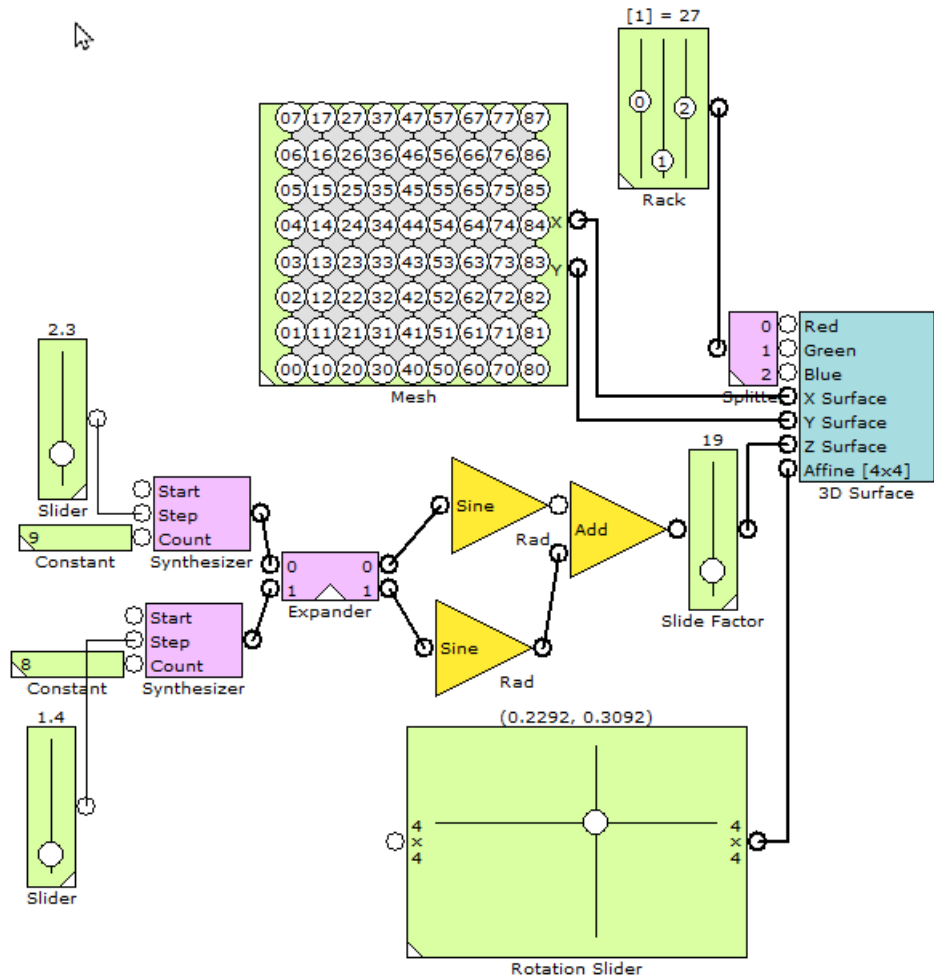 [1] = 27
0
2
1
Rack
07 17 27 37 47 57 67 77 87
06 16 26 36 46 56 66 76 86
05 15 25 35 45 55 65 75 85
04 14 24 34 44 54 64 74 84 X
03 13 23 33 43 53 63 73 83 Y
02 12 22 32 42 52 62 72 82
01 11 21 31 41 51 61 71 81
00 10 20 30 40 50 60 70 80
Mesh
0
1
2
Splitter
Red
Green
Blue
X Surface
Y Surface
Z Surface
Affine [4x4]
3D Surface
2.3
Slider
9
Constant
Start
Step
Count
Synthesizer
0 0
1 1
Expander
Sine
Rad
Add
19
Slide Factor
Start
Step
Count
Synthesizer
8
Constant
Sine
Rad
1.4
Slider
(0.2292, 0.3092)
4 4
x x
4 4
Rotation Slider